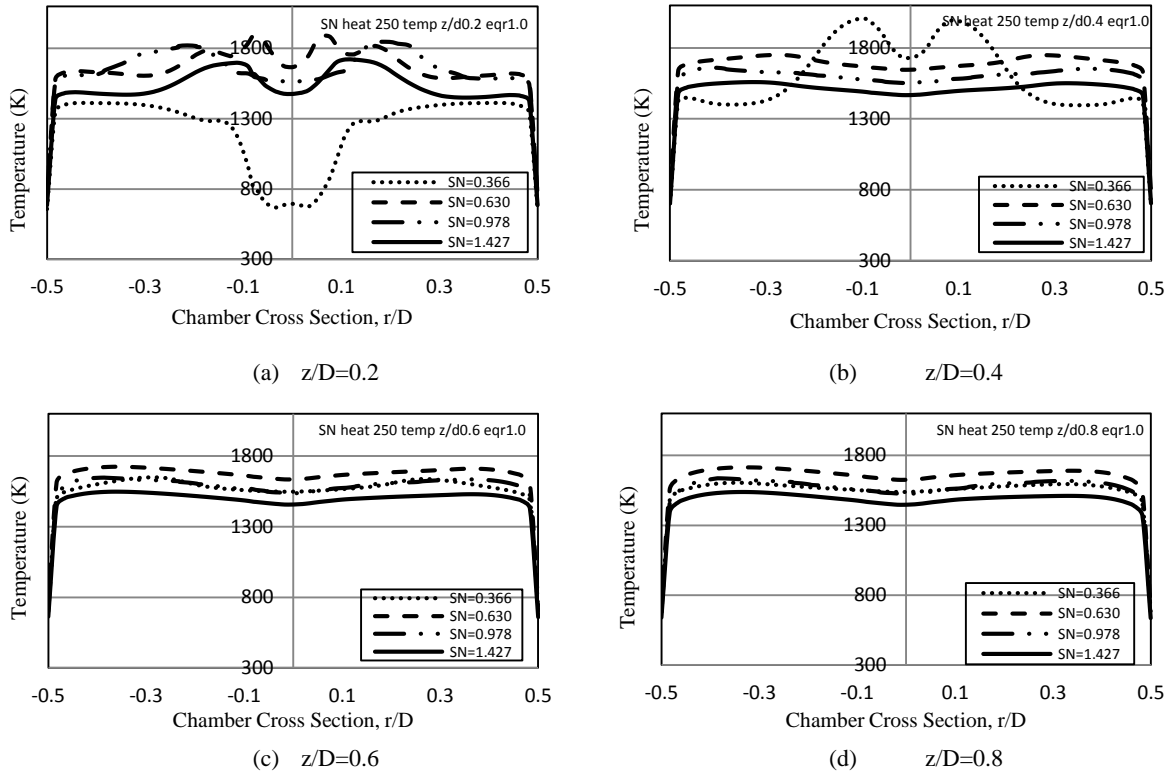 SN heat 250 temp z/d0.2 eqr1.0
Temperature (K)
1800
1300
800
300
SN=0.366
SN=0.630
SN=0.978
SN=1.427
-0.5 -0.3 -0.1 0.1 0.3 0.5
Chamber Cross Section, r/D
(a) z/D=0.2
SN heat 250 temp z/d0.4 eqr1.0
Temperature (K)
1800
1300
800
300
SN=0.366
SN=0.630
SN=0.978
SN=1.427
-0.5 -0.3 -0.1 0.1 0.3 0.5
Chamber Cross Section, r/D
(b) z/D=0.4
SN heat 250 temp z/d0.6 eqr1.0
Temperature (K)
1800
1300
800
300
SN=0.366
SN=0.630
SN=0.978
SN=1.427
-0.5 -0.3 -0.1 0.1 0.3 0.5
Chamber Cross Section, r/D
(c) z/D=0.6
SN heat 250 temp z/d0.8 eqr1.0
Temperature (K)
1800
1300
800
300
SN=0.366
SN=0.630
SN=0.978
SN=1.427
-0.5 -0.3 -0.1 0.1 0.3 0.5
Chamber Cross Section, r/D
(d) z/D=0.8